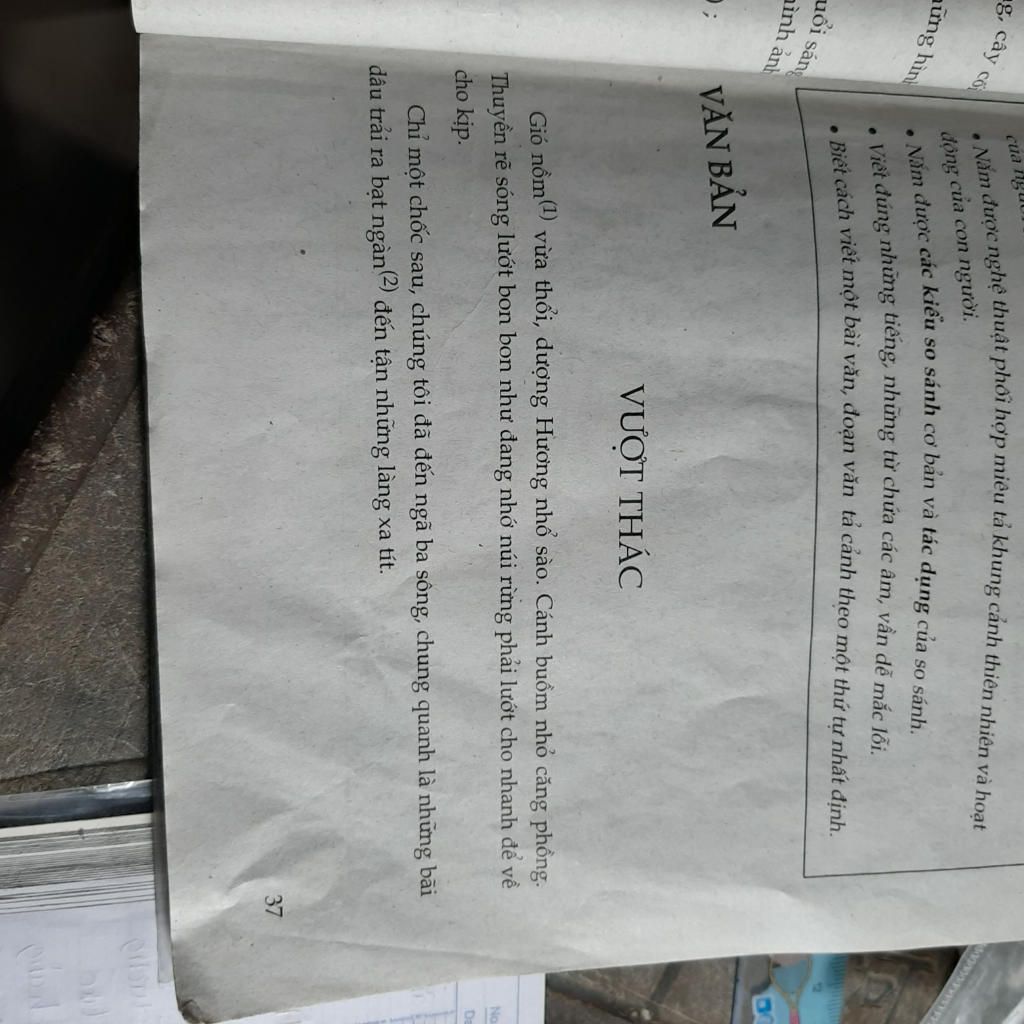 • Nắm được nghệ thuật phối hợp miêu tả khung cảnh thiên nhiên và hoạt
động của con người.
• Nắm được các kiểu so sánh cơ bản và tác dụng của so sánh.
• Viết đúng những tiếng, những từ chứa các âm, vần dễ mắc lỗi.
• Biết cách viết một bài văn, đoạn văn tả cảnh theo một thứ tự nhất định.
VĂN BẢN
VƯỢT THÁC
Gió nồm(1) vừa thổi, dượng Hương nhổ sào. Cánh buồm nhỏ căng phồng.
Thuyền rẽ sóng lướt bon bon như đang nhớ núi rừng phải lướt cho nhanh để về
cho kịp.
Chỉ một chốc sau, chúng tôi đã đến ngã ba sông, chung quanh là những bãi
dâu trải ra bạt ngàn(2) đến tận những làng xa tít.
37